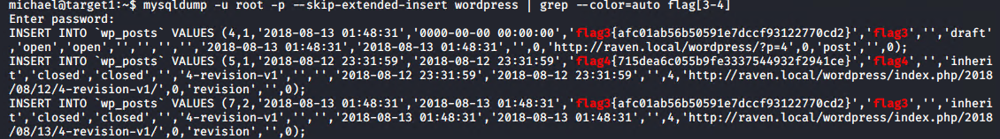 michael@target1:~$ mysqldump -u root -p --skip-extended-insert wordpress | grep --color=auto flag[3-4]
Enter password:
INSERT INTO `wp_posts` VALUES (4,1,'2018-08-13 01:48:31','0000-00-00 00:00:00','flag3{afc01ab56b50591e7dccf93122770cd2}','flag3','','draft'
,'open','open','','','','','2018-08-13 01:48:31','2018-08-13 01:48:31','',0,'http://raven.local/wordpress/?p=4',0,'post','',0);
INSERT INTO `wp_posts` VALUES (5,1,'2018-08-12 23:31:59','2018-08-12 23:31:59','flag4{715dea6c055b9fe3337544932f2941ce}','flag4','','inheri
t','closed','closed','','4-revision-v1','','','2018-08-12 23:31:59','2018-08-12 23:31:59','',4,'http://raven.local/wordpress/index.php/2018
/08/12/4-revision-v1/',0,'revision','',0);
INSERT INTO `wp_posts` VALUES (7,2,'2018-08-13 01:48:31','2018-08-13 01:48:31','flag3{afc01ab56b50591e7dccf93122770cd2}','flag3','','inheri
t','closed','closed','','4-revision-v1','','','2018-08-13 01:48:31','2018-08-13 01:48:31','',4,'http://raven.local/wordpress/index.php/2018
/08/13/4-revision-v1/',0,'revision','',0);